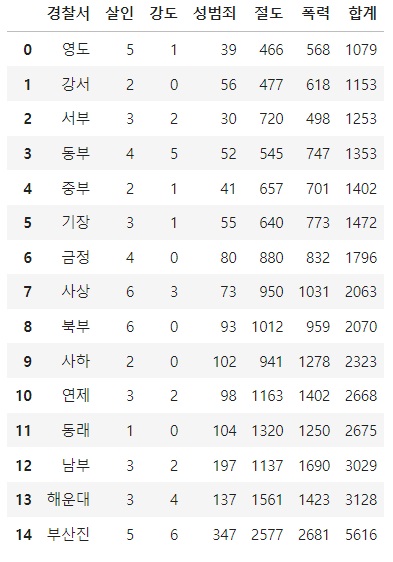 경찰서 살인 강도 성범죄 절도 폭력 합계
0 영도 5 1 39 466 568 1079
1 강서 2 0 56 477 618 1153
2 서부 3 2 30 720 498 1253
3 동부 4 5 52 545 747 1353
4 중부 2 1 41 657 701 1402
5 기장 3 1 55 640 773 1472
6 금정 4 0 80 880 832 1796
7 사상 6 3 73 950 1031 2063
8 북부 6 0 93 1012 959 2070
9 사하 2 0 102 941 1278 2323
10 연제 3 2 98 1163 1402 2668
11 동래 1 0 104 1320 1250 2675
12 남부 3 2 197 1137 1690 3029
13 해운대 3 4 137 1561 1423 3128
14 부산진 5 6 347 2577 2681 5616